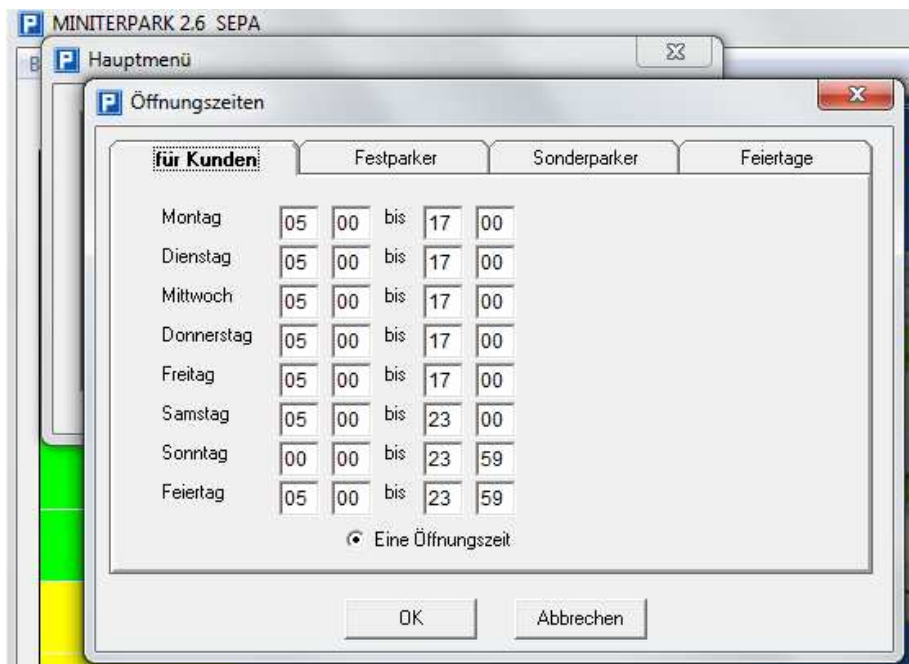 P MINITERPARK 2.6 SEPA
B
P Hauptmenü
P Öffnungszeiten
für Kunden Festparker Sonderparker Feiertage
Montag 05 00 bis 17 00
Dienstag 05 00 bis 17 00
Mittwoch 05 00 bis 17 00
Donnerstag 05 00 bis 17 00
Freitag 05 00 bis 17 00
Samstag 05 00 bis 23 00
Sonntag 00 00 bis 23 59
Feiertag 05 00 bis 23 59
Eine Öffnungszeit
OK Abbrechen